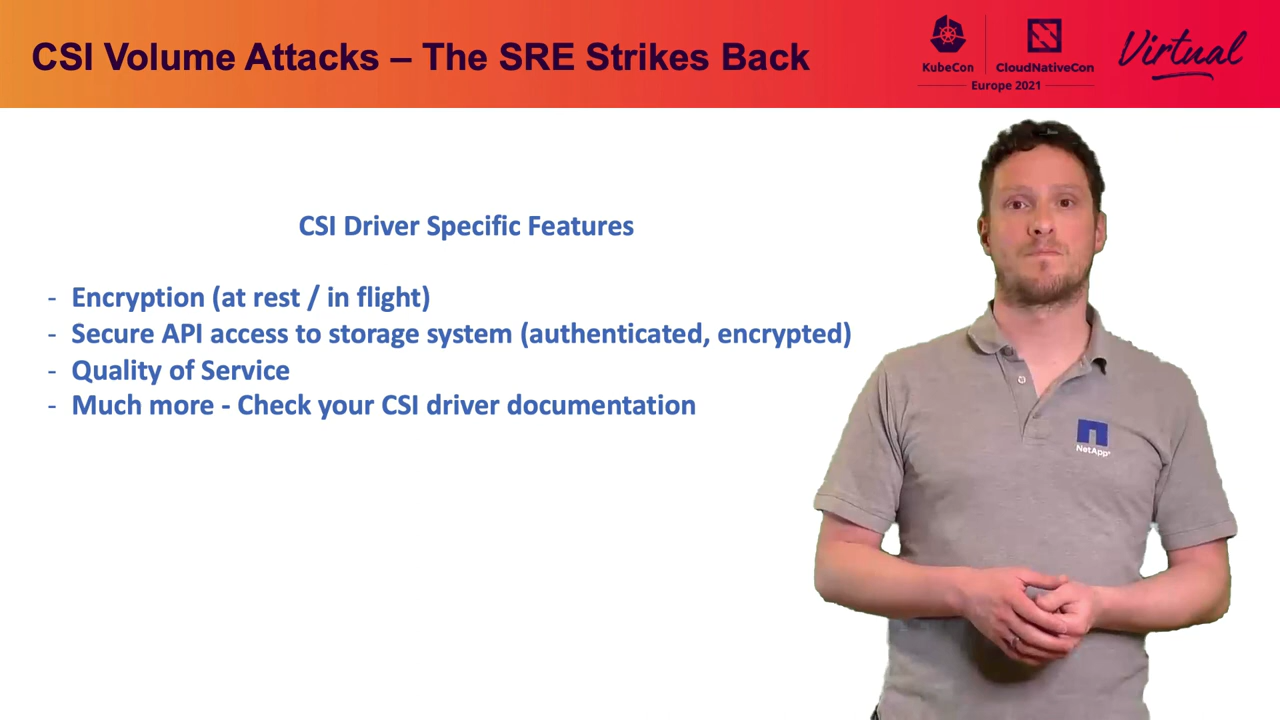 CSI Volume Attacks – The SRE Strikes Back
KubeCon
CloudNativeCon
Europe 2021
Virtual
CSI Driver Specific Features
- Encryption (at rest / in flight)
- Secure API access to storage system (authenticated, encrypted)
- Quality of Service
- Much more - Check your CSI driver documentation
NetApp